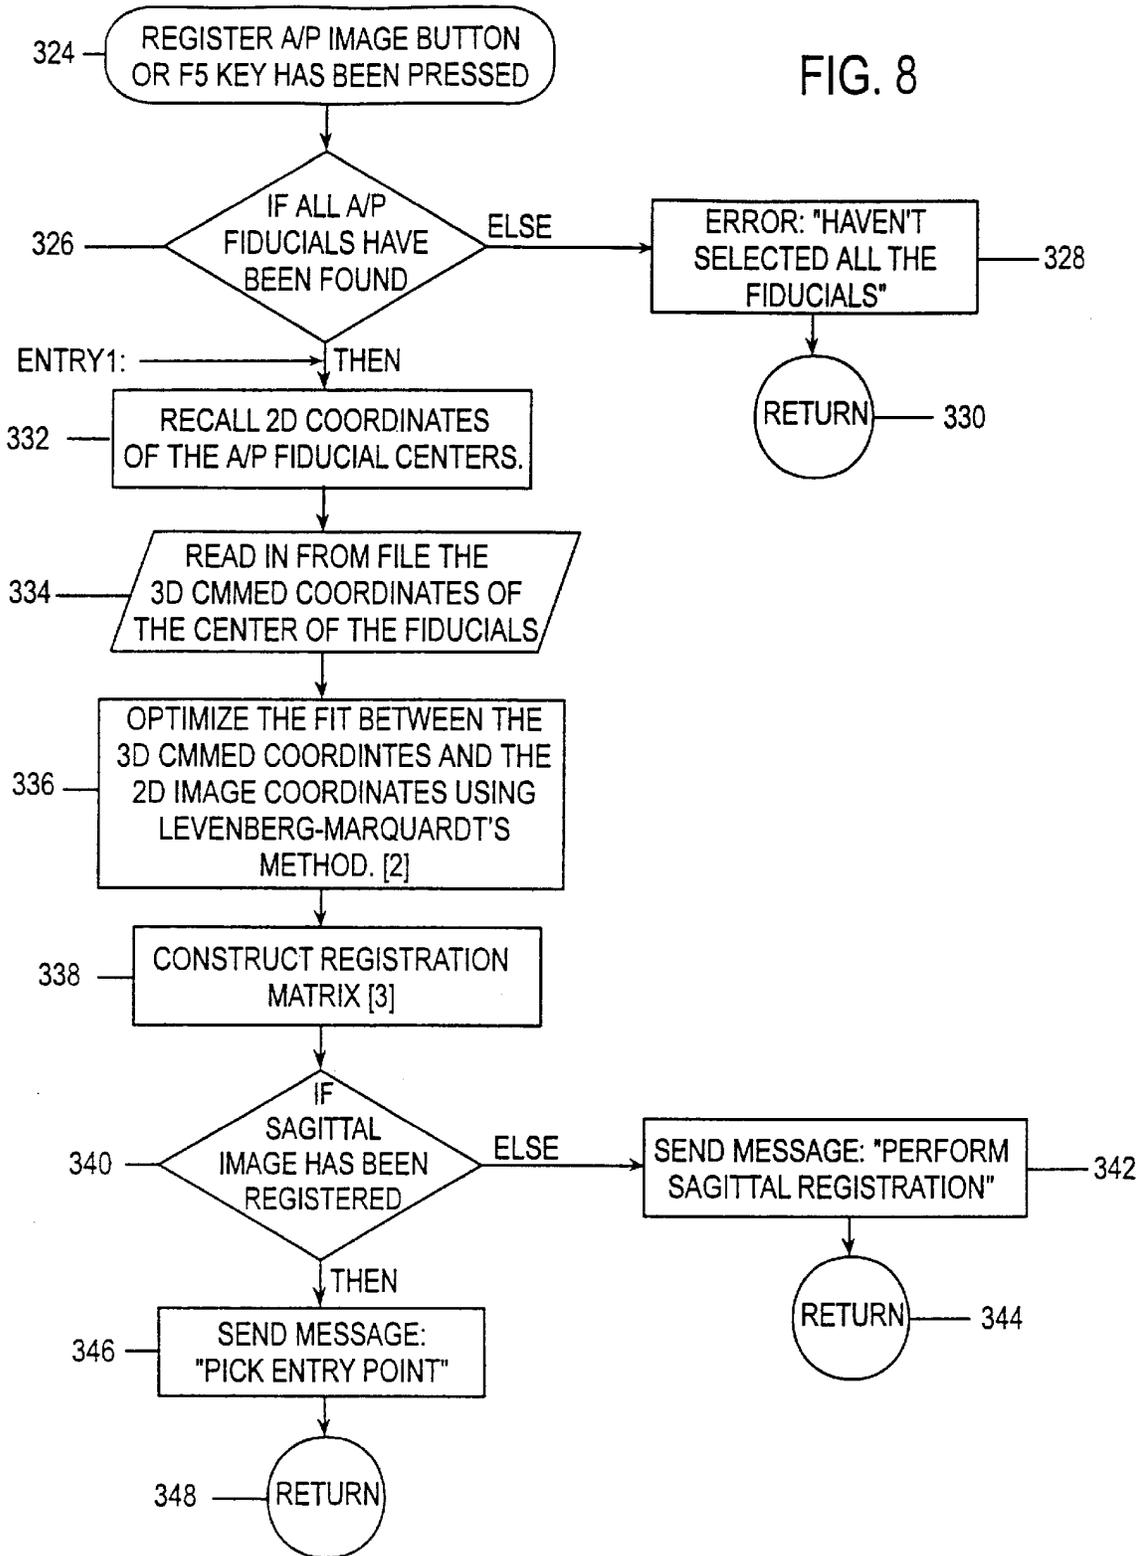 FIG. 8
324
REGISTER A/P IMAGE BUTTON
OR F5 KEY HAS BEEN PRESSED
326
IF ALL A/P
FIDUCIALS HAVE
BEEN FOUND
ELSE
ERROR: "HAVEN'T
SELECTED ALL THE
FIDUCIALS"
328
RETURN
330
ENTRY1:
THEN
332
RECALL 2D COORDINATES
OF THE A/P FIDUCIAL CENTERS.
334
READ IN FROM FILE THE
3D CMMED COORDINATES OF
THE CENTER OF THE FIDUCIALS
336
OPTIMIZE THE FIT BETWEEN THE
3D CMMED COORDINTES AND THE
2D IMAGE COORDINATES USING
LEVENBERG-MARQUARDT'S
METHOD. [2]
338
CONSTRUCT REGISTRATION
MATRIX [3]
340
IF
SAGITTAL
IMAGE HAS BEEN
REGISTERED
ELSE
SEND MESSAGE: "PERFORM
SAGITTAL REGISTRATION"
342
RETURN
344
THEN
346
SEND MESSAGE:
"PICK ENTRY POINT"
348
RETURN